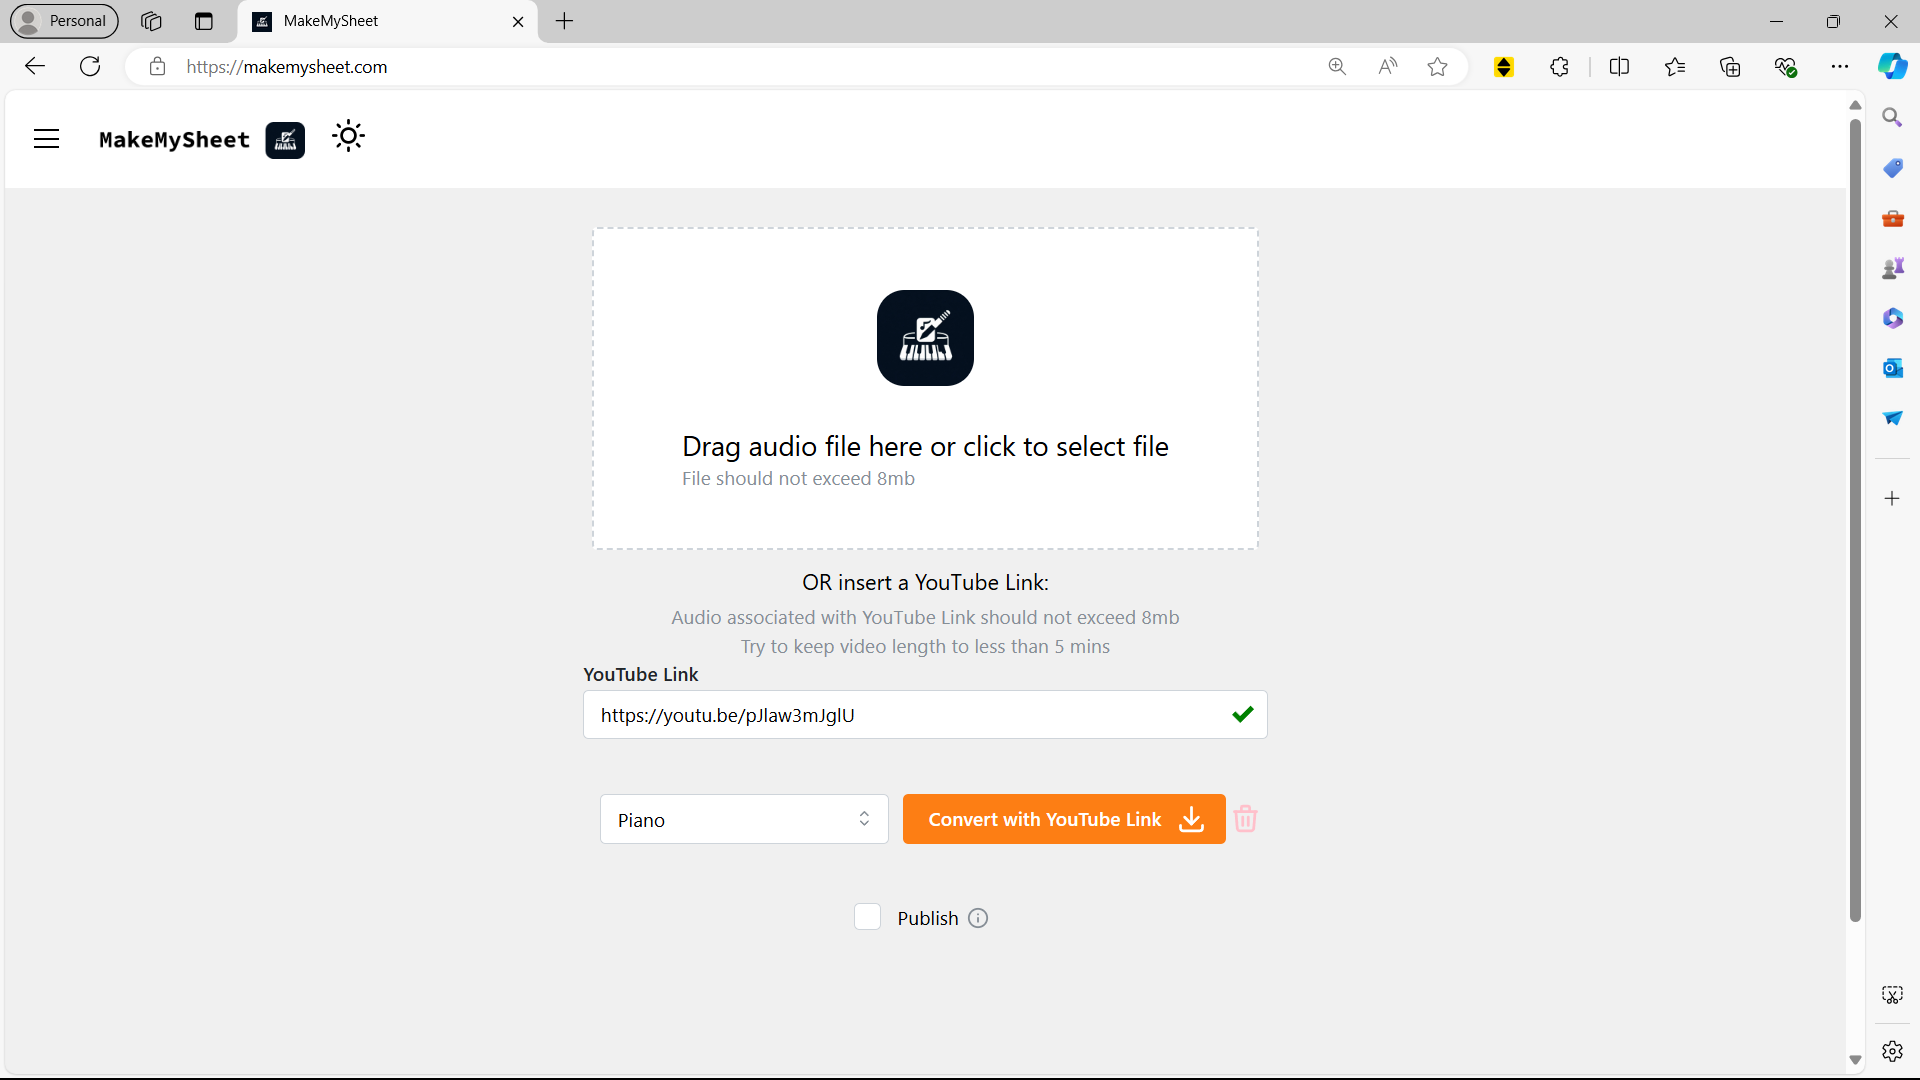 Personal
MakeMySheet
https://makemysheet.com
MakeMySheet
Drag audio file here or click to select file
File should not exceed 8mb
OR insert a YouTube Link:
Audio associated with YouTube Link should not exceed 8mb
Try to keep video length to less than 5 mins
YouTube Link
https://youtu.be/pJlaw3mJglU
Piano
Convert with YouTube Link
Publish